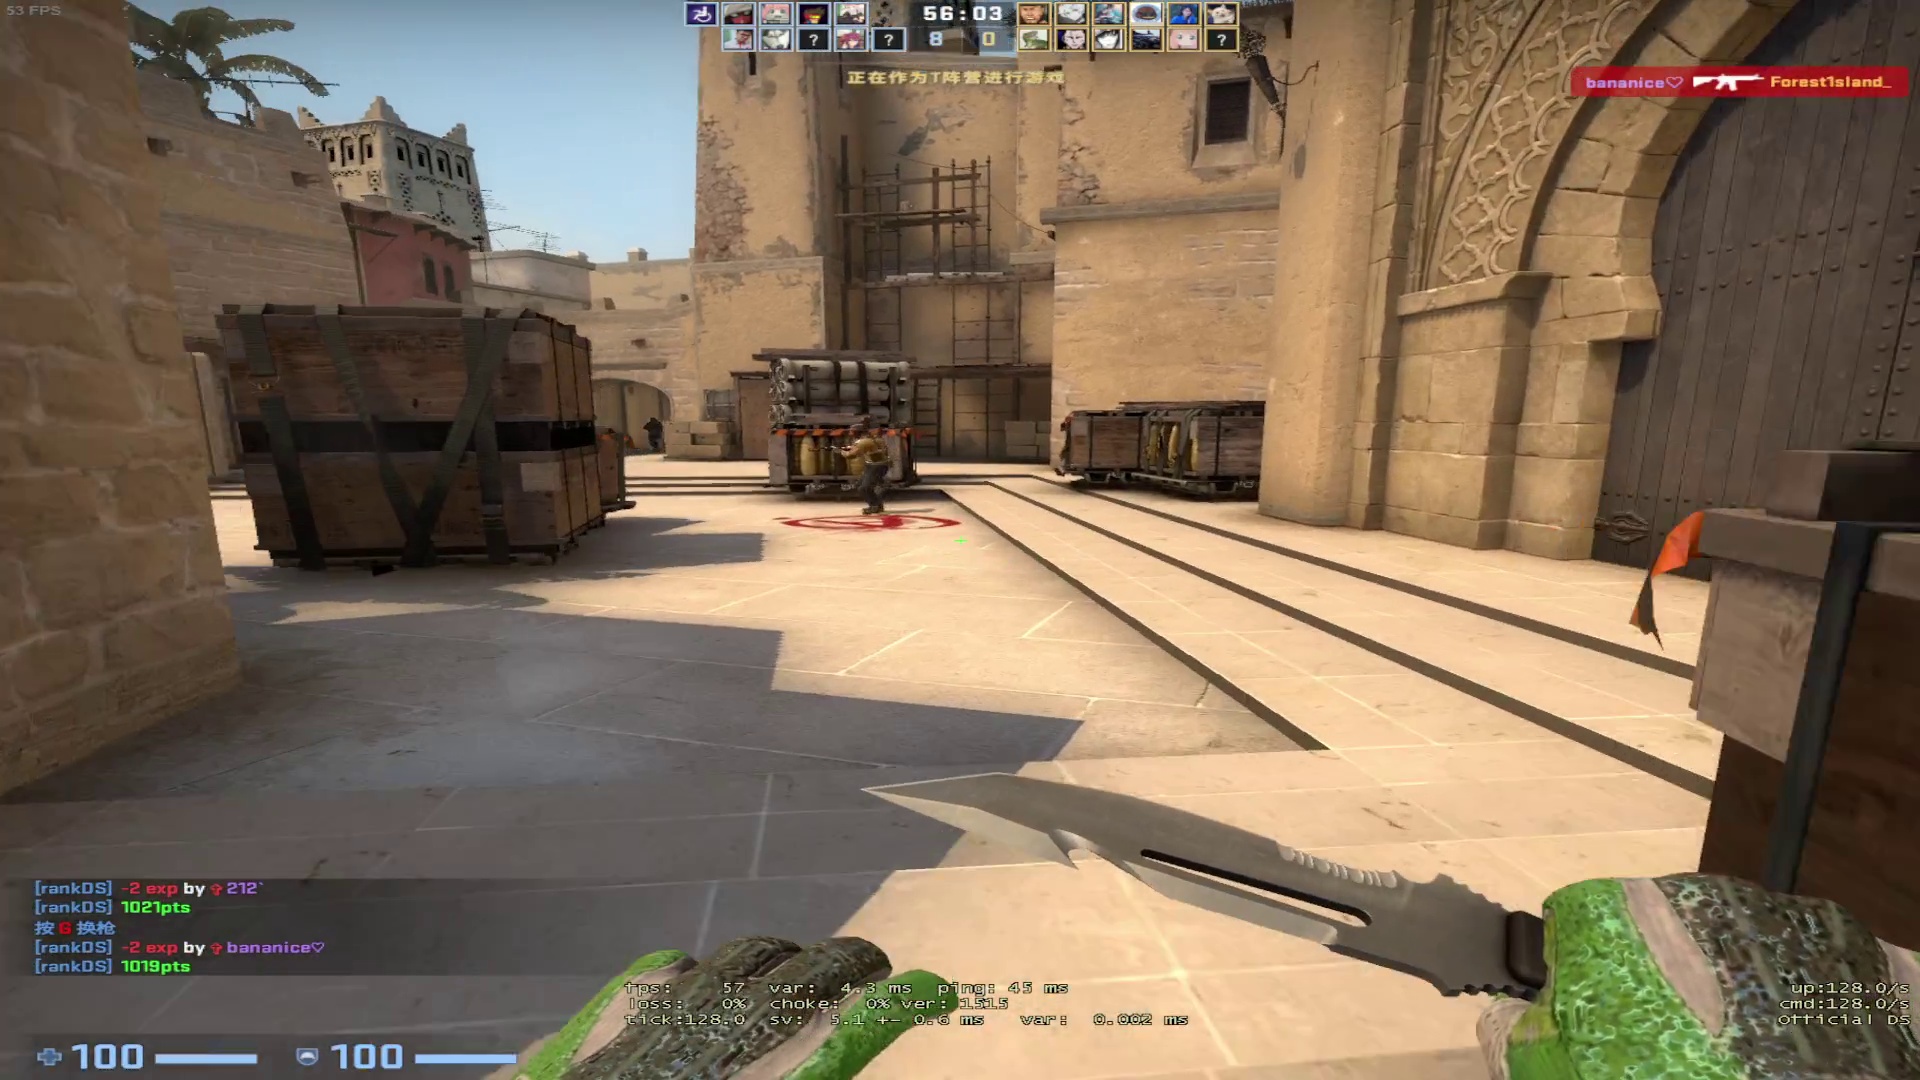 53 FPS
56:03
? ?
8 0
?
正在作为T阵营进行游戏
bananice♡ Forest1sland_
[rankDS] -2 exp by ✞ 212`
[rankDS] 1021pts
按 G 换枪
[rankDS] -2 exp by ✞ bananice♡
[rankDS] 1019pts
fps: 57 var: 4.3 ms ping: 45 ms
loss: 0% choke: 0% ver: 1515
tick:128.0 sv: 5.1 +- 0.6 ms var: 0.002 ms
up:128.0/s
cmd:128.0/s
Official DS
100 100